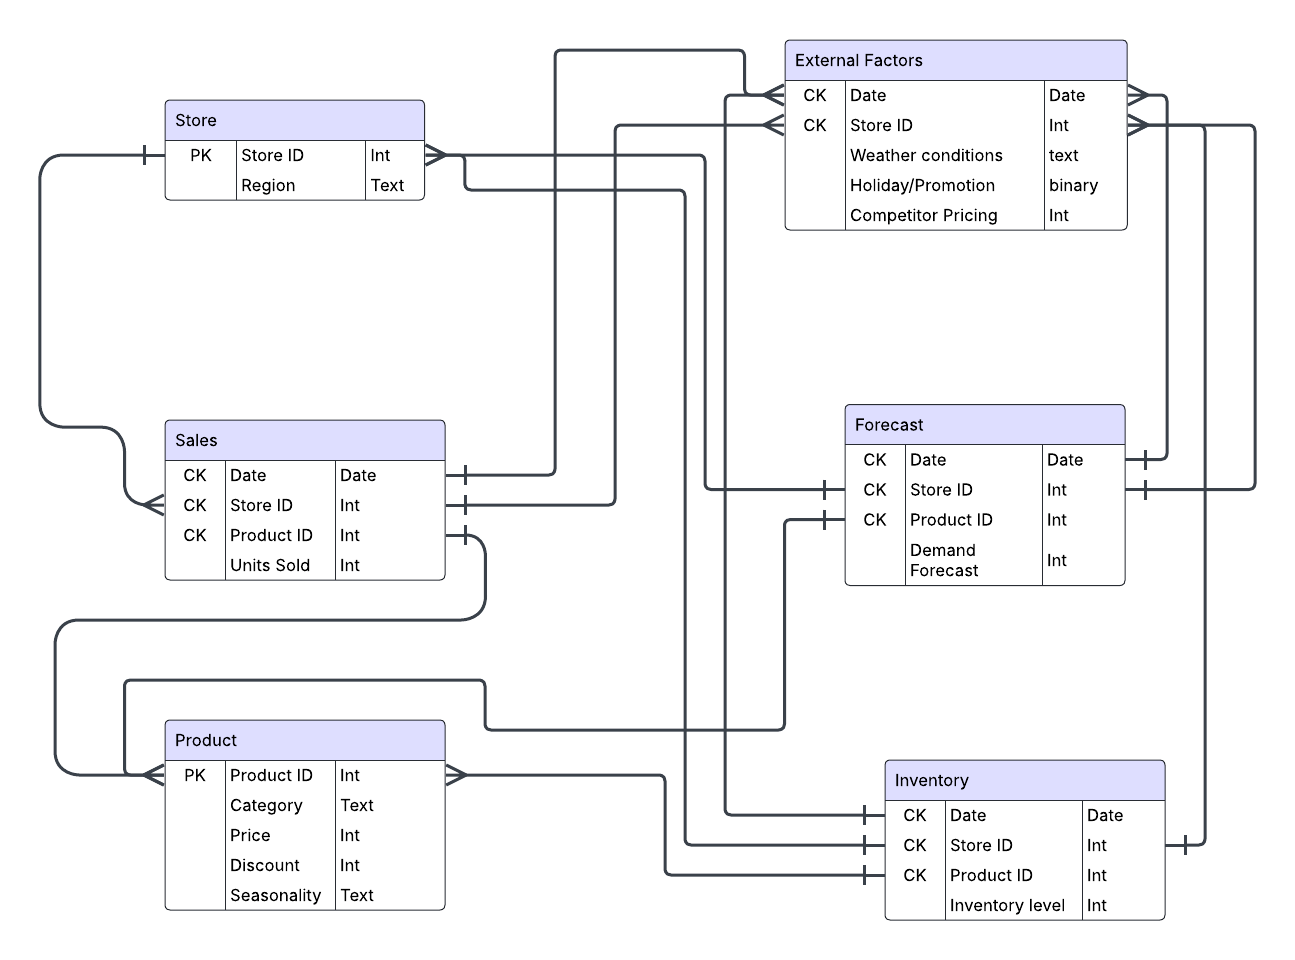 External Factors
CK Date Date
CK Store ID Int
Weather conditions text
Holiday/Promotion binary
Competitor Pricing Int
Store
PK Store ID Int
Region Text
Sales
CK Date Date
CK Store ID Int
CK Product ID Int
Units Sold Int
Forecast
CK Date Date
CK Store ID Int
CK Product ID Int
Demand
Forecast Int
Product
PK Product ID Int
Category Text
Price Int
Discount Int
Seasonality Text
Inventory
CK Date Date
CK Store ID Int
CK Product ID Int
Inventory level Int